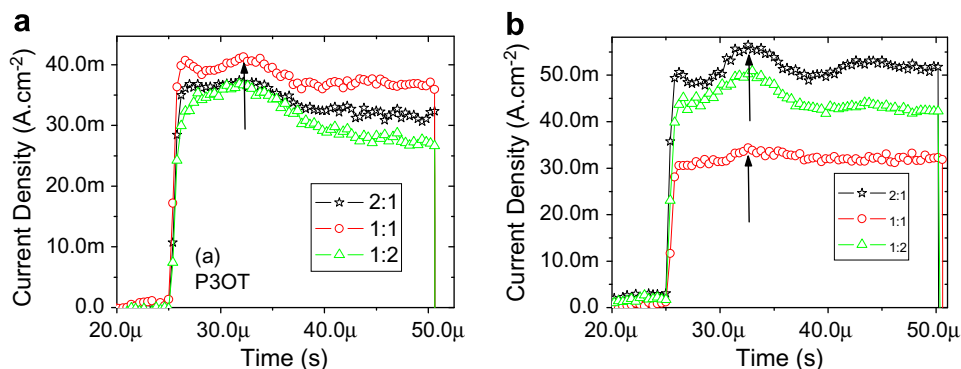 a
Current Density (A.cm-2)
40.0m
30.0m
20.0m
10.0m
0.0
2:1
1:1
1:2
(a)
P3OT
20.0μ 30.0μ 40.0μ 50.0μ
Time (s)
b
Current Density (A.cm-2)
50.0m
40.0m
30.0m
20.0m
10.0m
0.0
2:1
1:1
1:2
20.0μ 30.0μ 40.0μ 50.0μ
Time (s)